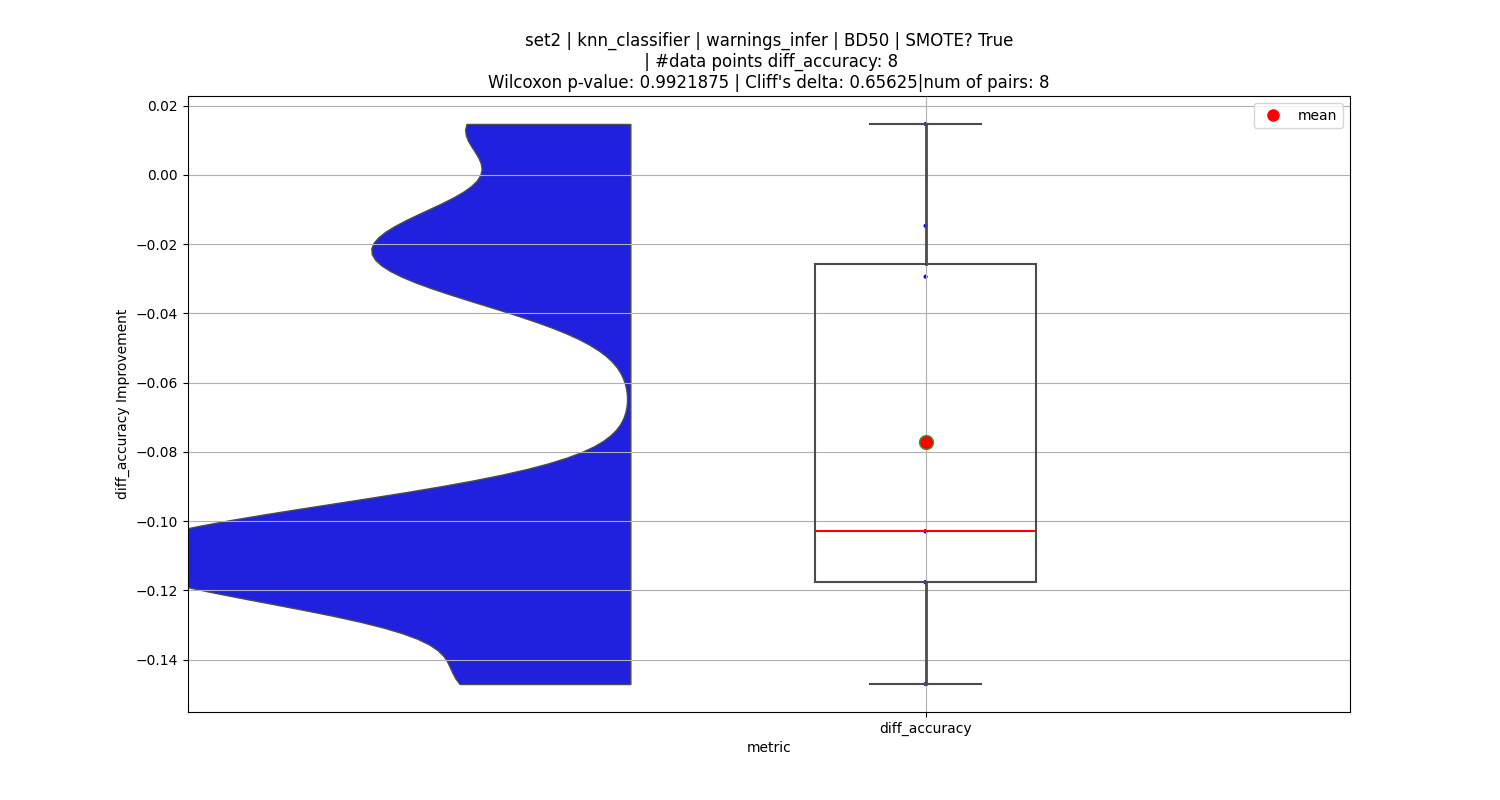 set2 | knn_classifier | warnings_infer | BD50 | SMOTE? True
| #data points diff_accuracy: 8
Wilcoxon p-value: 0.9921875 | Cliff's delta: 0.65625|num of pairs: 8
mean
0.02
0.00
−0.02
−0.04
−0.06
−0.08
−0.10
−0.12
−0.14
diff_accuracy Improvement
diff_accuracy
metric